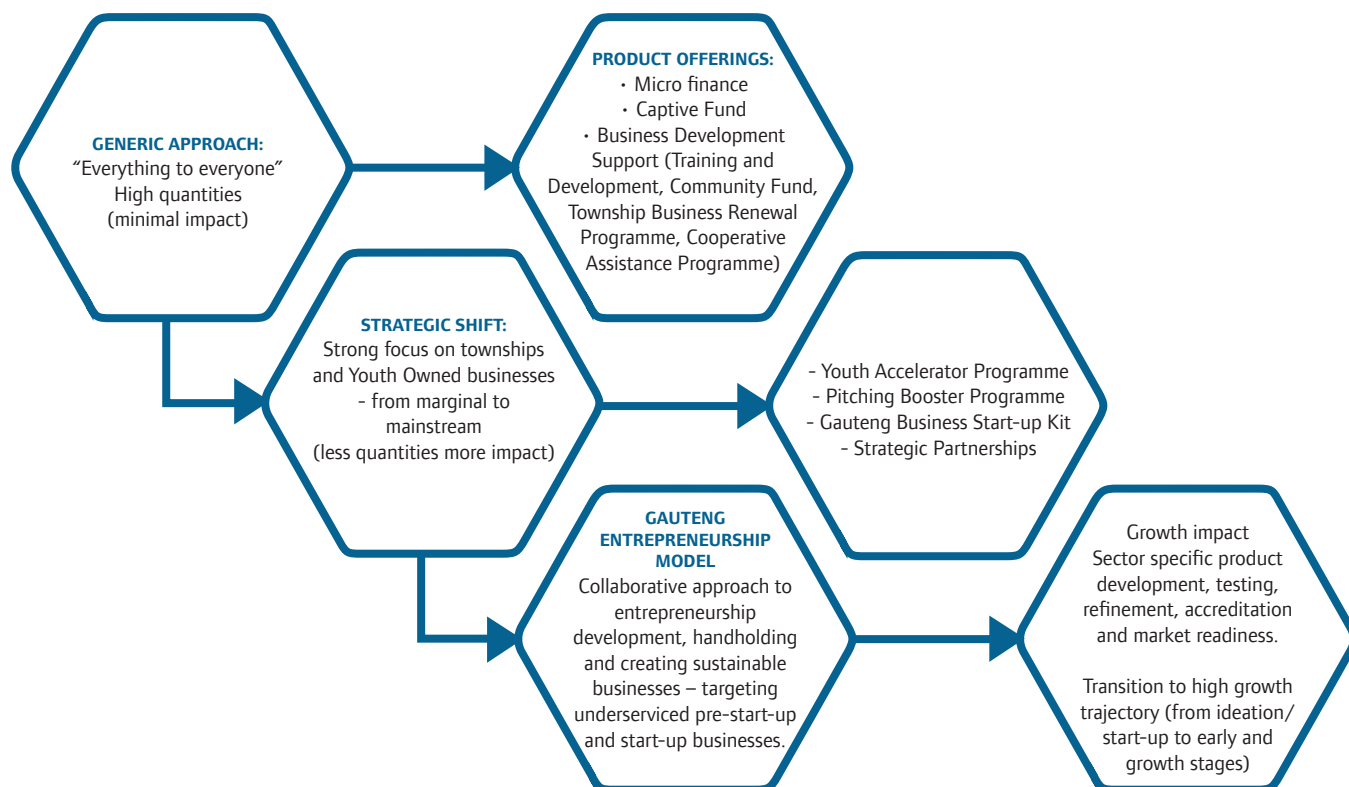 GENERIC APPROACH:
“Everything to everyone”
High quantities
(minimal impact)
PRODUCT OFFERINGS:
• Micro finance
• Captive Fund
• Business Development
Support (Training and
Development, Community Fund,
Township Business Renewal
Programme, Cooperative
Assistance Programme)
STRATEGIC SHIFT:
Strong focus on townships
and Youth Owned businesses
- from marginal to
mainstream
(less quantities more impact)
- Youth Accelerator Programme
- Pitching Booster Programme
- Gauteng Business Start-up Kit
- Strategic Partnerships
GAUTENG
ENTREPRENEURSHIP
MODEL
Collaborative approach to
entrepreneurship
development, handholding
and creating sustainable
businesses – targeting
underserviced pre-start-up
and start-up businesses.
Growth impact
Sector specific product
development, testing,
refinement, accreditation
and market readiness.
Transition to high growth
trajectory (from ideation/
start-up to early and
growth stages)